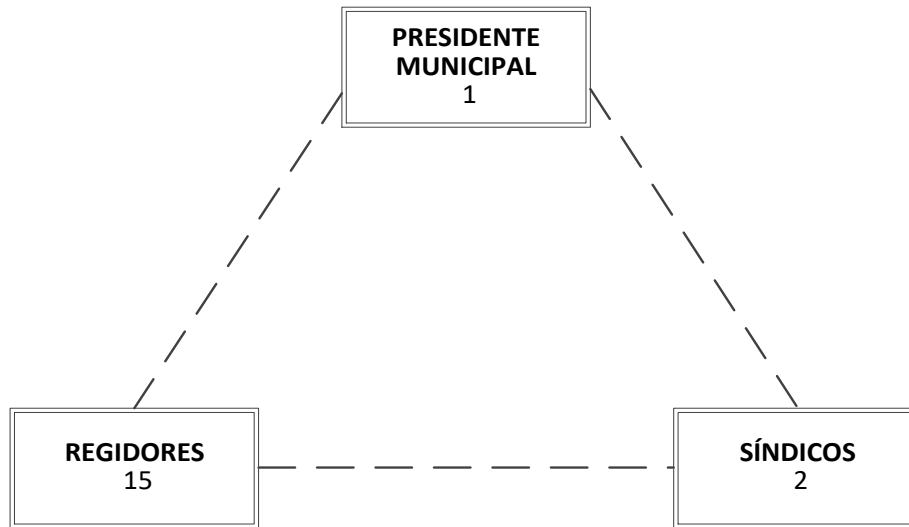 PRESIDENTE
MUNICIPAL
1
REGIDORES
15
SÍNDICOS
2